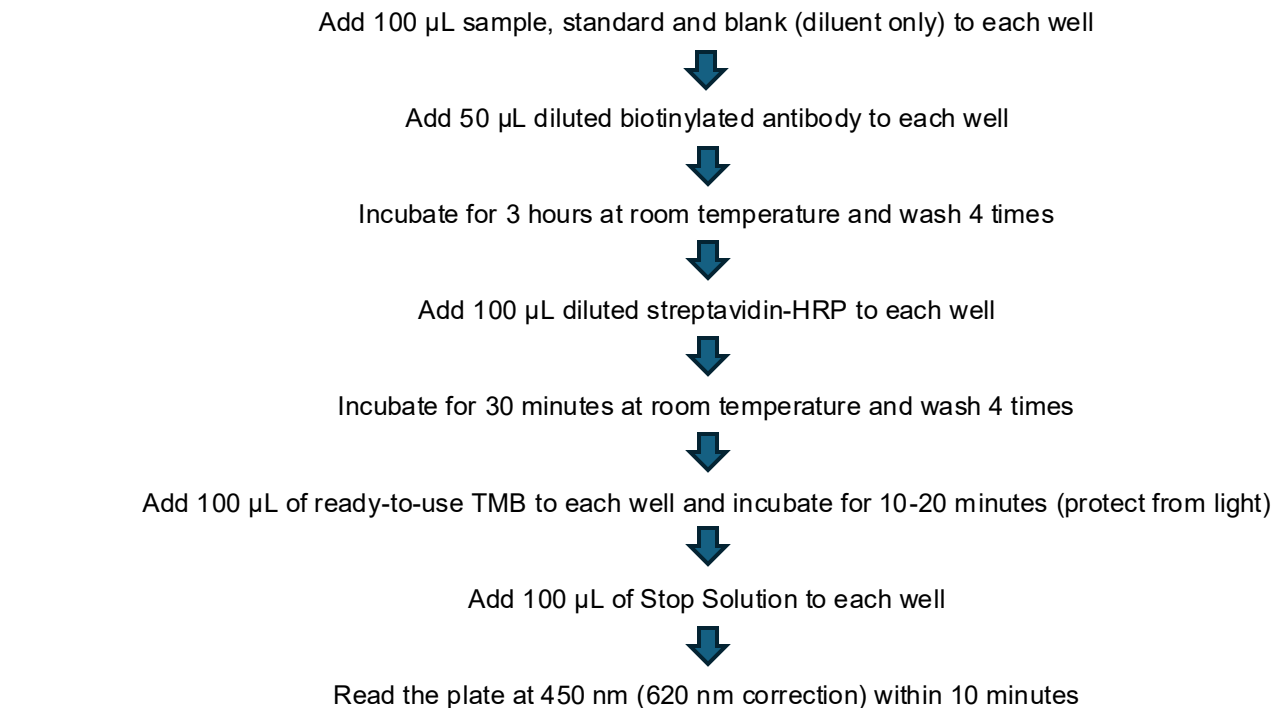 Add 100 µL sample, standard and blank (diluent only) to each well
Add 50 µL diluted biotinylated antibody to each well
Incubate for 3 hours at room temperature and wash 4 times
Add 100 µL diluted streptavidin-HRP to each well
Incubate for 30 minutes at room temperature and wash 4 times
Add 100 µL of ready-to-use TMB to each well and incubate for 10-20 minutes (protect from light)
Add 100 µL of Stop Solution to each well
Read the plate at 450 nm (620 nm correction) within 10 minutes